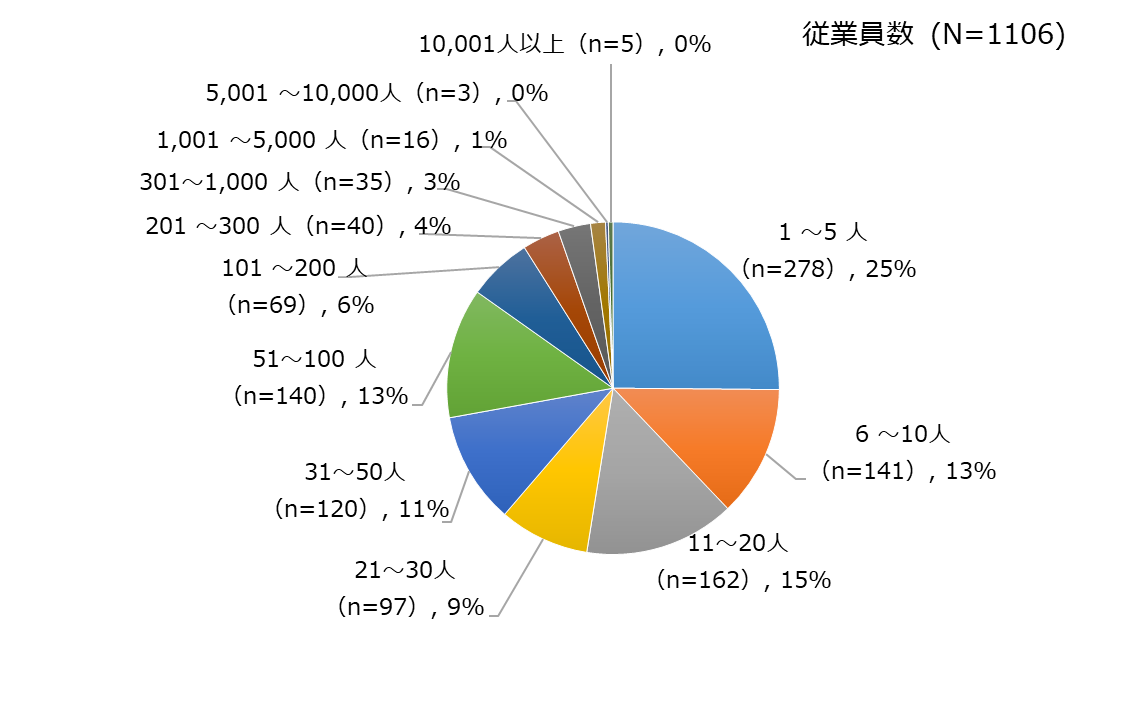 従業員数 (N=1106)
10,001人以上（n=5）, 0%
5,001 ～10,000人（n=3）, 0%
1,001 ～5,000 人（n=16）, 1%
301～1,000 人（n=35）, 3%
201 ～300 人（n=40）, 4%
101 ～200 人
（n=69）, 6%
51～100 人
（n=140）, 13%
31～50人
（n=120）, 11%
21～30人
（n=97）, 9%
11～20人
（n=162）, 15%
6 ～10人
（n=141）, 13%
1 ～5 人
（n=278）, 25%